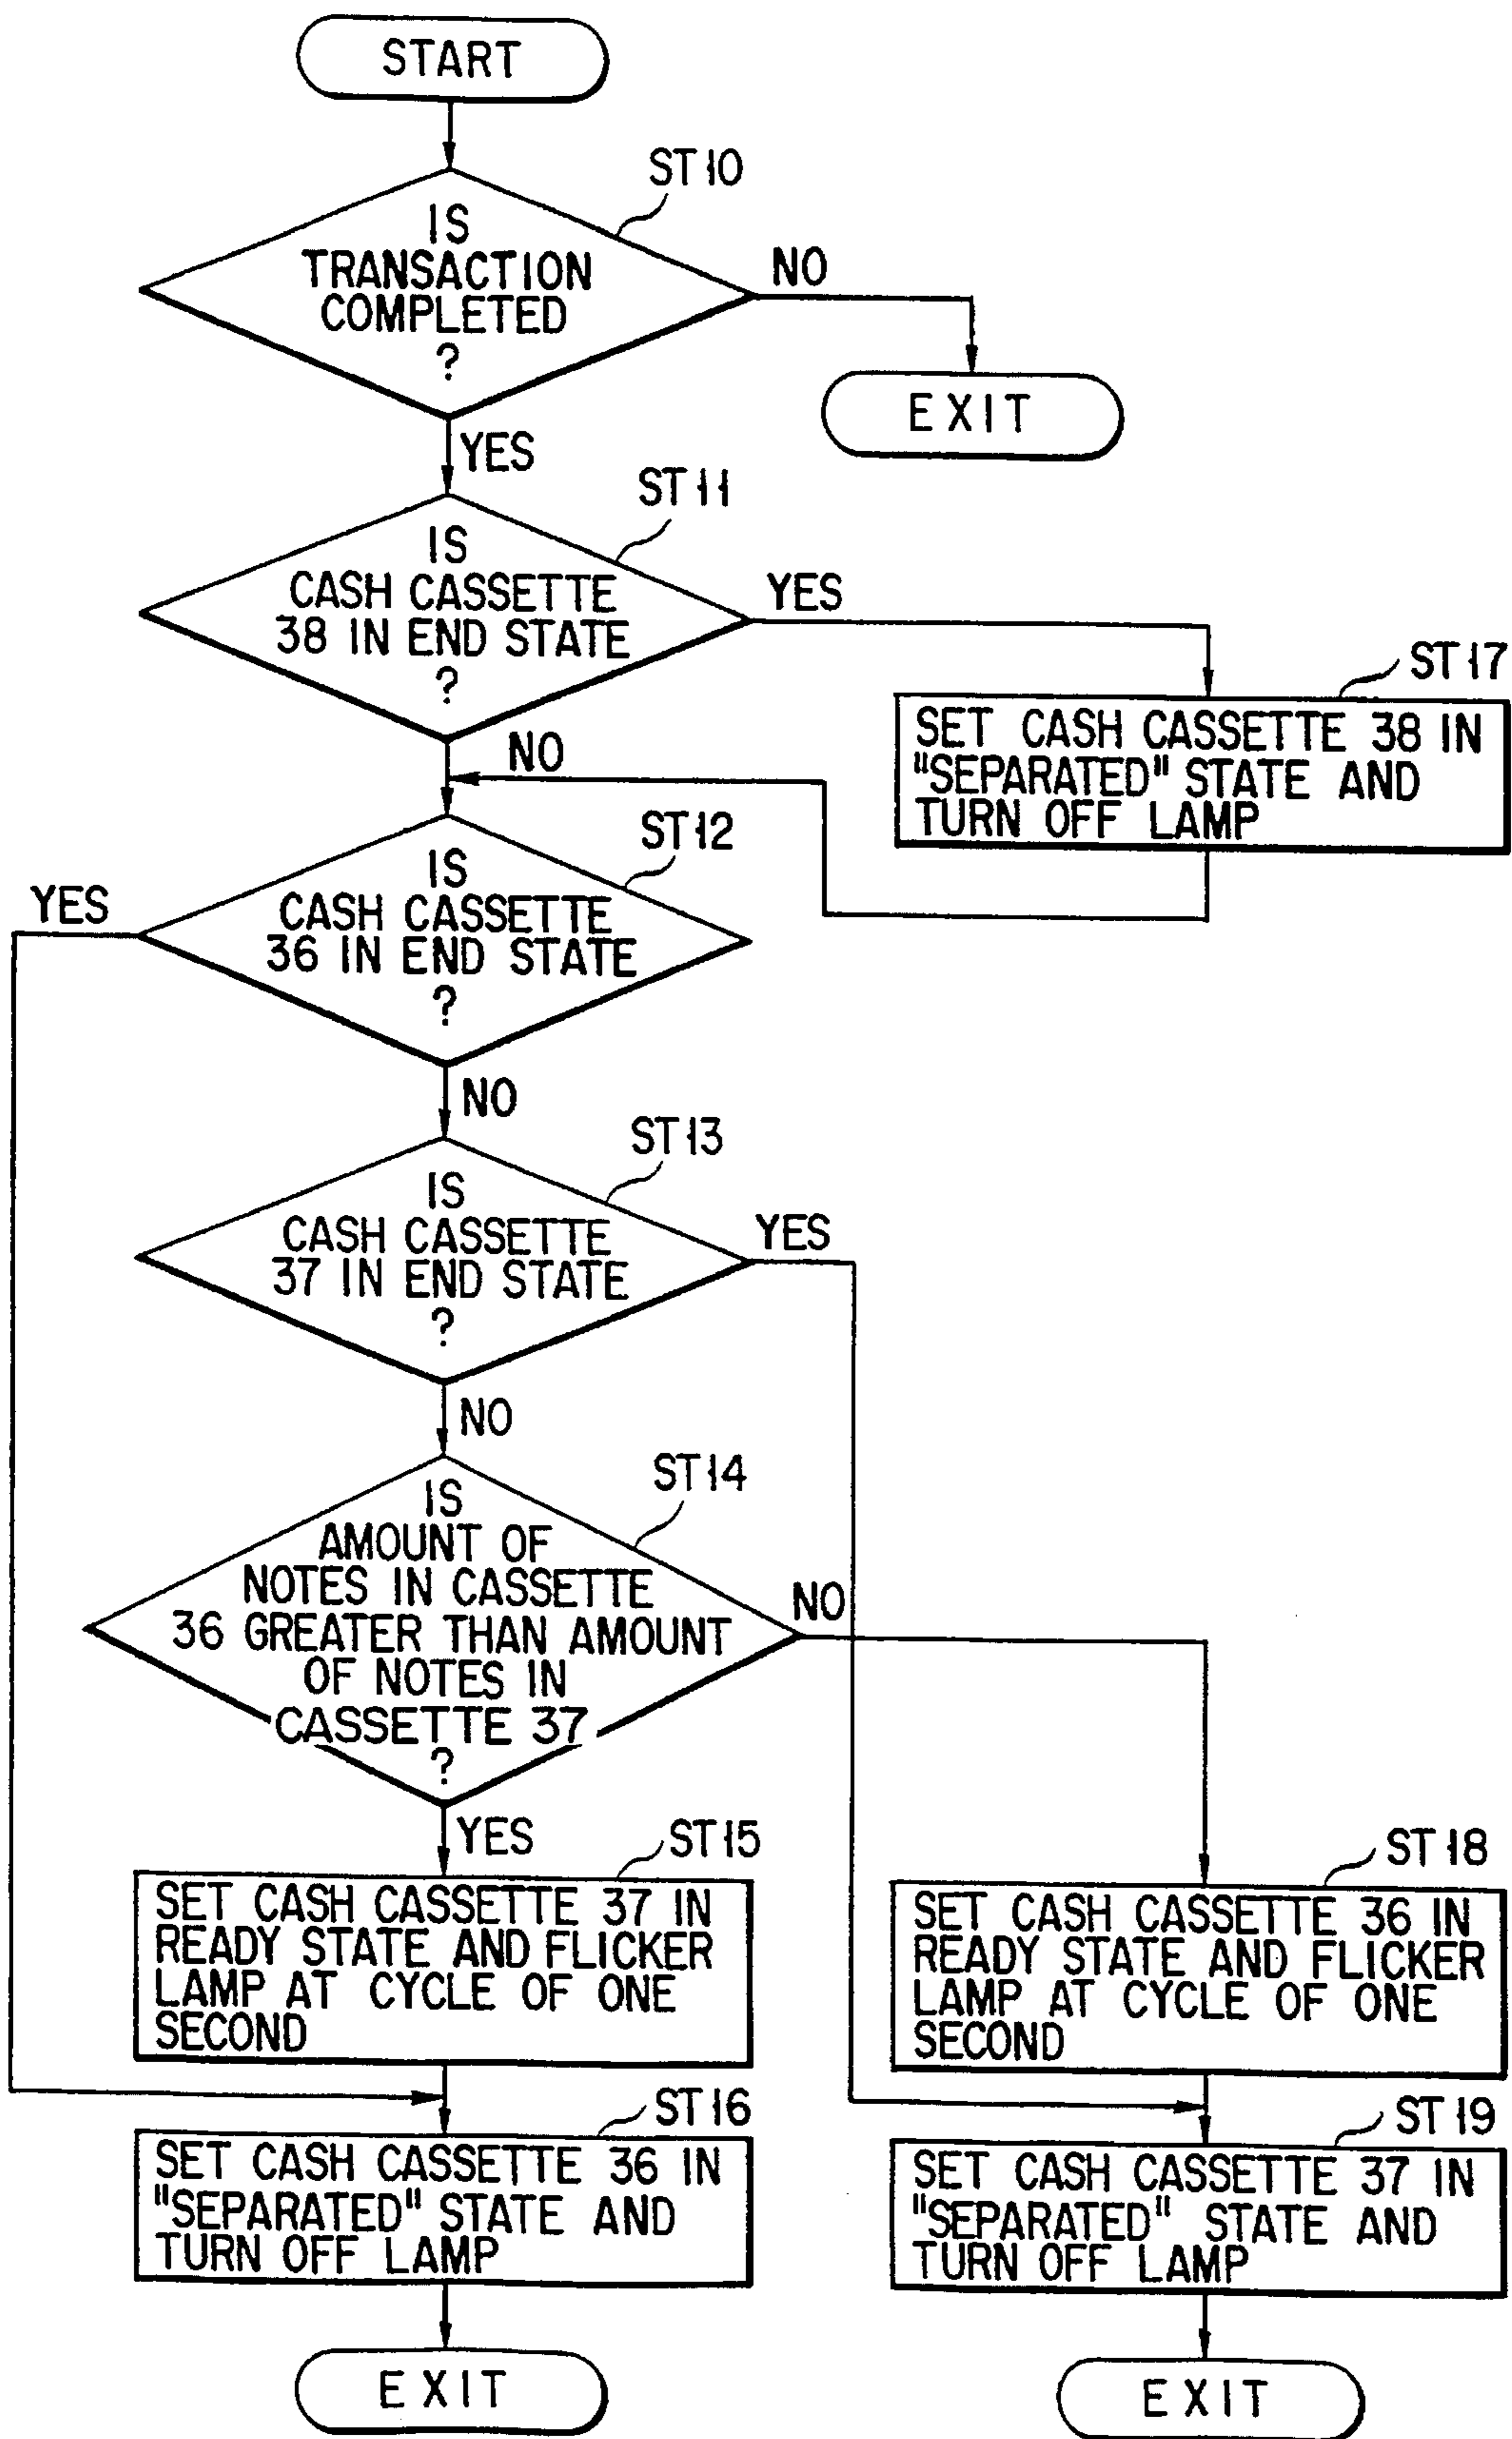 START
ST10
IS
TRANSACTION
COMPLETED
?
NO
EXIT
YES
ST11
IS
CASH CASSETTE
38 IN END STATE
?
YES
ST17
SET CASH CASSETTE 38 IN
"SEPARATED" STATE AND
TURN OFF LAMP
NO
ST12
IS
CASH CASSETTE
36 IN END STATE
?
YES
NO
ST13
IS
CASH CASSETTE
37 IN END STATE
?
YES
NO
ST14
IS
AMOUNT OF
NOTES IN CASSETTE
36 GREATER THAN AMOUNT
OF NOTES IN
CASSETTE 37
?
NO
YES
ST15
SET CASH CASSETTE 37 IN
READY STATE AND FLICKER
LAMP AT CYCLE OF ONE
SECOND
ST18
SET CASH CASSETTE 36 IN
READY STATE AND FLICKER
LAMP AT CYCLE OF ONE
SECOND
ST16
SET CASH CASSETTE 36 IN
"SEPARATED" STATE AND
TURN OFF LAMP
ST19
SET CASH CASSETTE 37 IN
"SEPARATED" STATE AND
TURN OFF LAMP
EXIT
EXIT